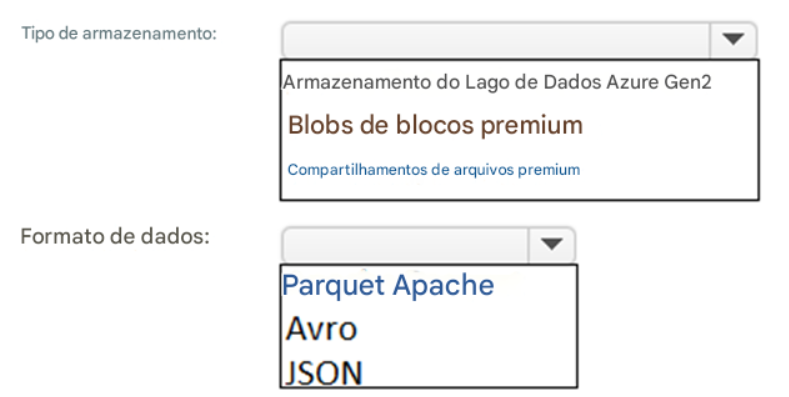 Tipo de armazenamento:
Armazenamento do Lago de Dados Azure Gen2
Blobs de blocos premium
Compartilhamentos de arquivos premium
Formato de dados:
Parquet Apache
Avro
JSON